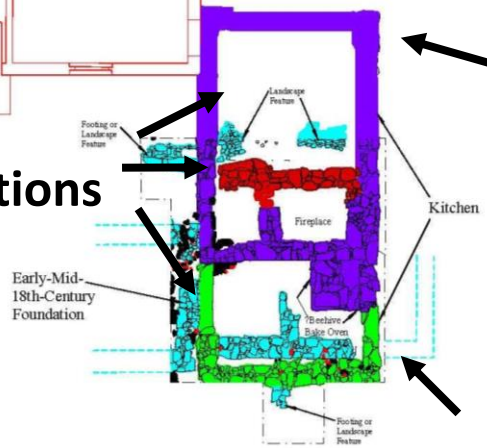 Landscape
Feature
Footing or
Landscape
Feature
tions
Fireplace
Kitchen
Early-Mid-
18th-Century
Foundation
Beehive
Bake Oven
Footing or
Landscape
Feature